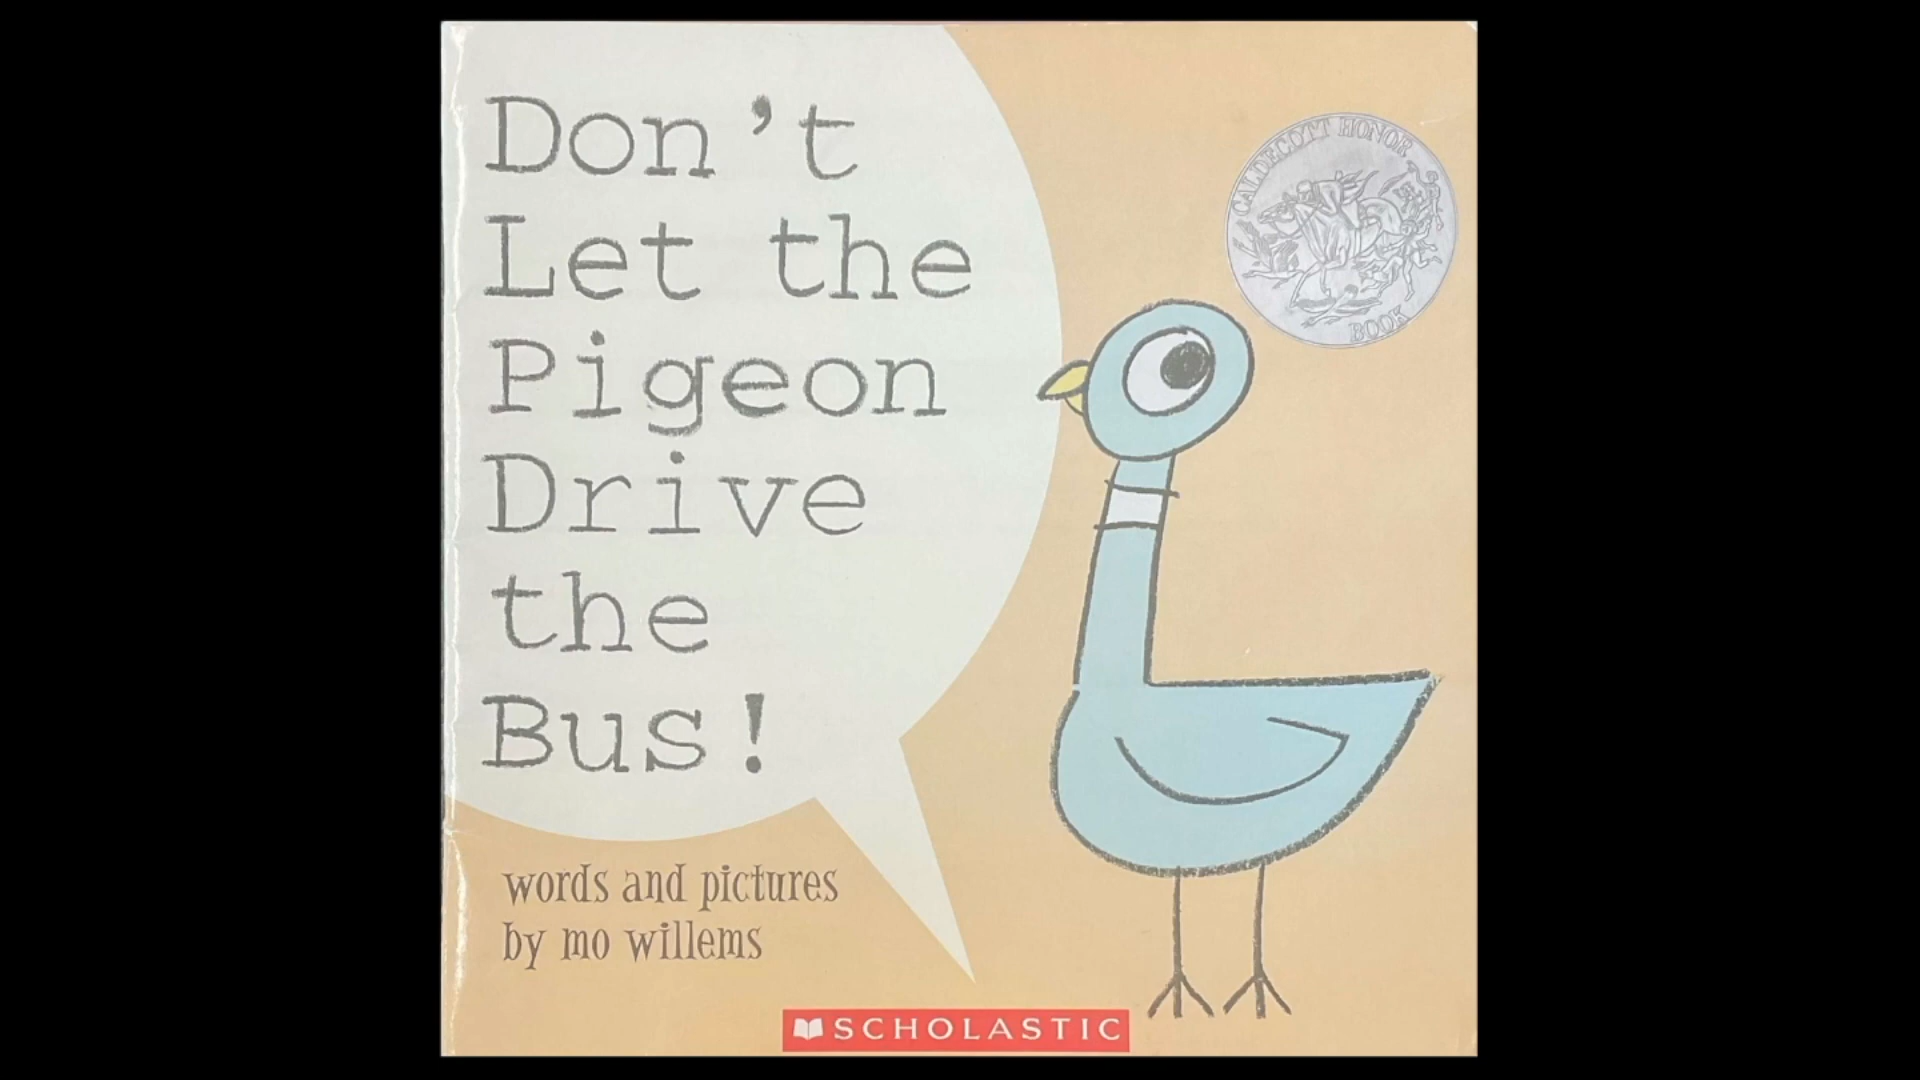 Don't
Let the
Pigeon
Drive
the
Bus!
words and pictures
by mo willems
CALDECOTT HONOR
BOOK
SCHOLASTIC